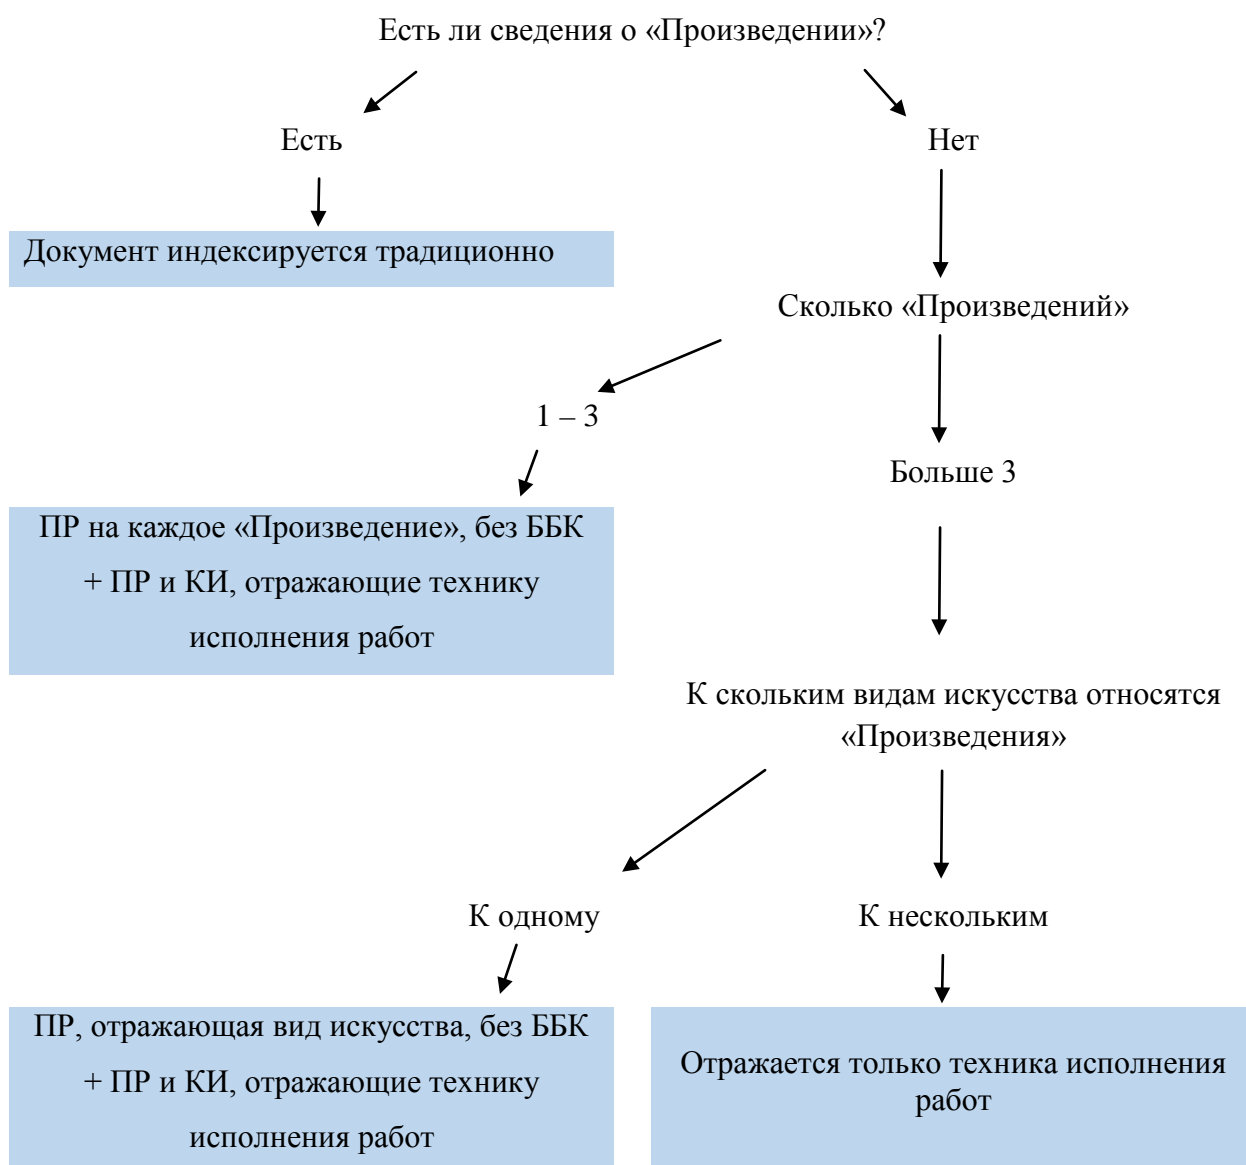 Есть ли сведения о «Произведении»?
Есть
Нет
Документ индексируется традиционно
Сколько «Произведений»
1 – 3
Больше 3
ПР на каждое «Произведение», без ББК
+ ПР и КИ, отражающие технику
исполнения работ
К скольким видам искусства относятся
«Произведения»
К одному
К нескольким
ПР, отражающая вид искусства, без ББК
+ ПР и КИ, отражающие технику
исполнения работ
Отражается только техника исполнения
работ